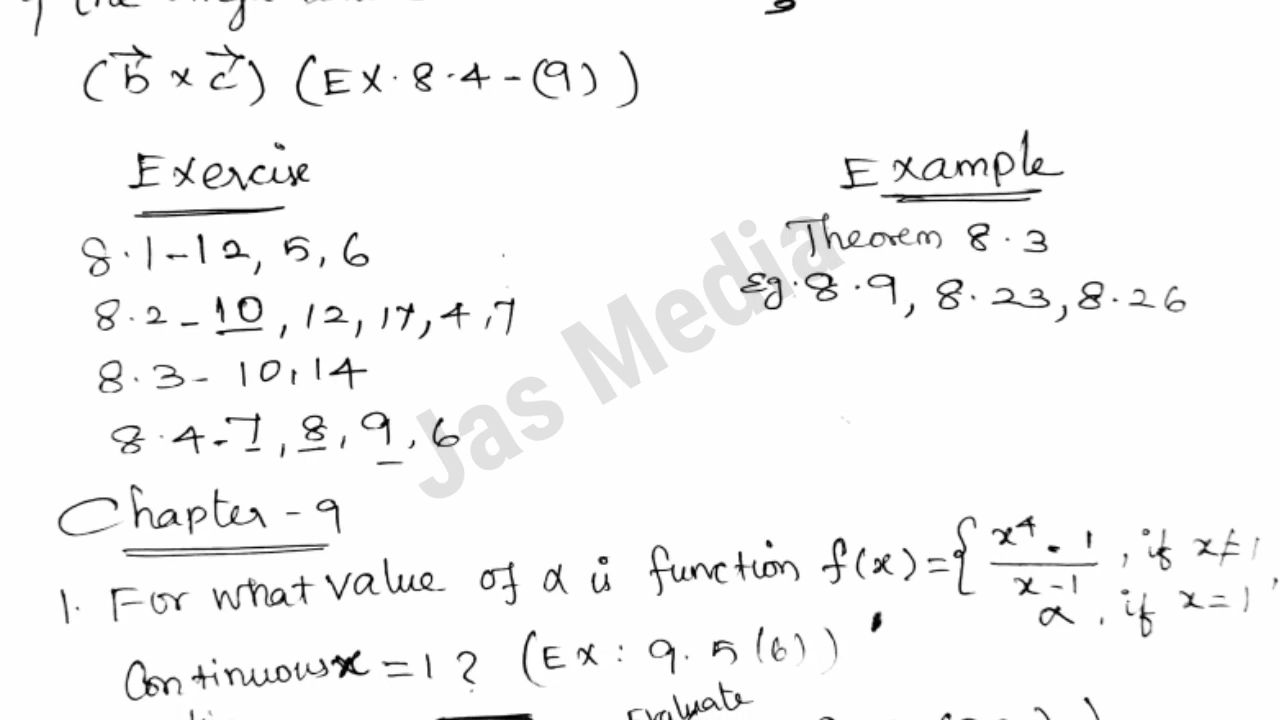 (b⃗ × c⃗) (EX. 8.4 - (9))
Exercise
8.1 - 12, 5, 6
8.2 - 10, 12, 17, 4, 7
8.3 - 10, 14
8.4 - 7, 8, 9, 6
Example
Theorem 8.3
Eg. 8.9, 8.23, 8.26
Jas Media
Chapter - 9
1. For what value of α is function f(x) = { x⁴ - 1 / x - 1 , if x ≠ 1
α , if x = 1
Continuous x = 1 ? (EX : 9.5 (6))
Evaluate